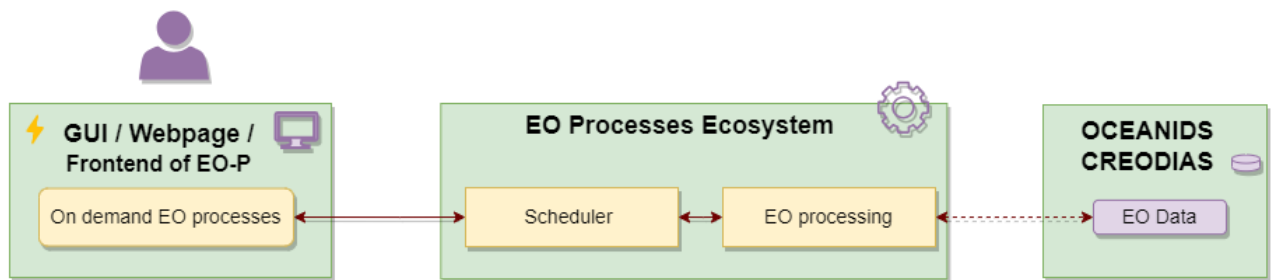 GUI / Webpage /
Frontend of EO-P
On demand EO processes
EO Processes Ecosystem
Scheduler
EO processing
OCEANIDS
CREODIAS
EO Data